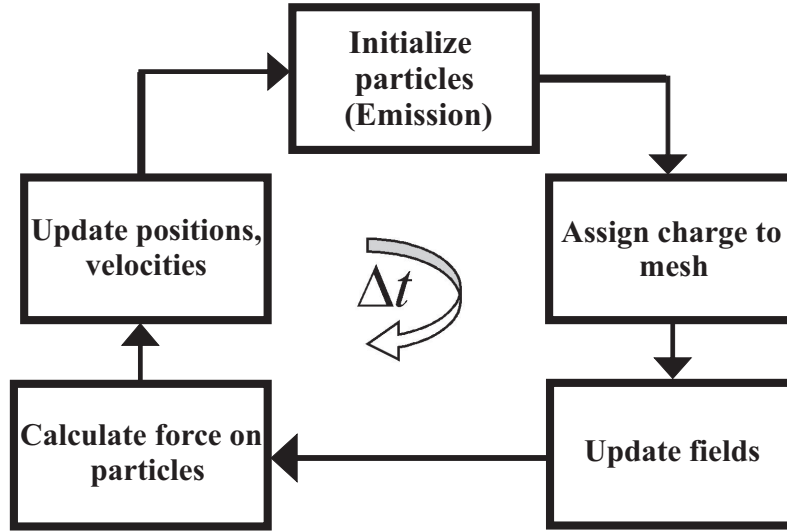 Initialize
particles
(Emission)
Update positions,
velocities
Assign charge to
mesh
Δt
Calculate force on
particles
Update fields